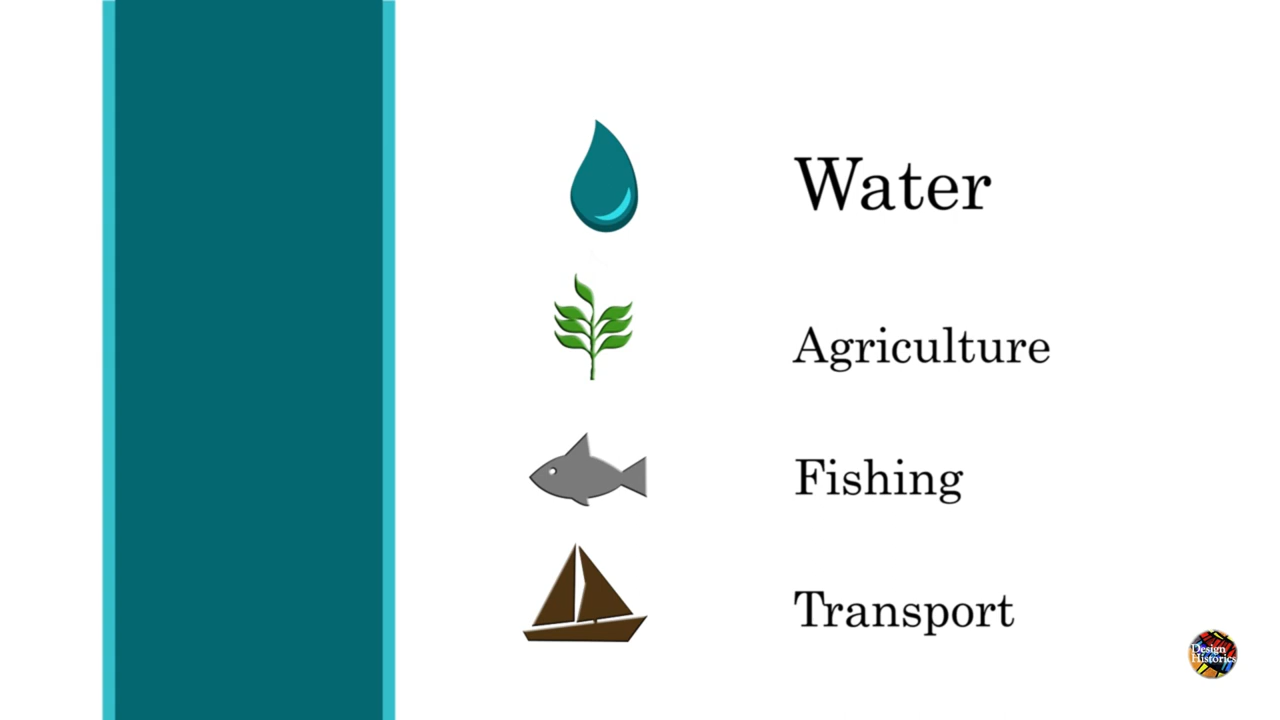 Water
Agriculture
Fishing
Transport
Design
Historics